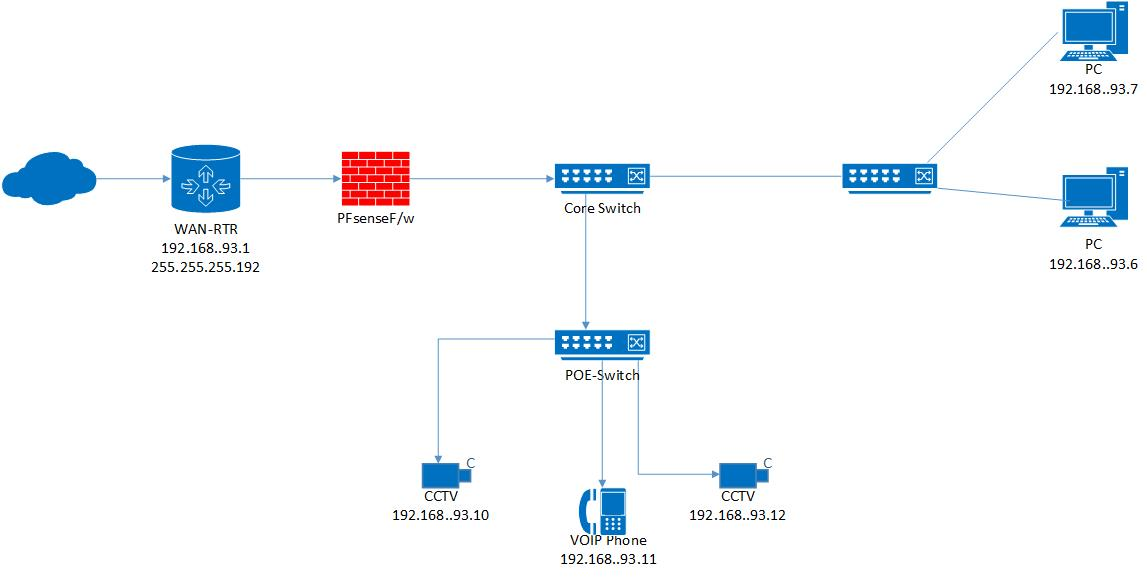 PC
192.168..93.7
WAN-RTR
192.168..93.1
255.255.255.192
PFsenseF/w
Core Switch
PC
192.168..93.6
POE-Switch
C
CCTV
192.168..93.10
VOIP Phone
192.168..93.11
C
CCTV
192.168..93.12